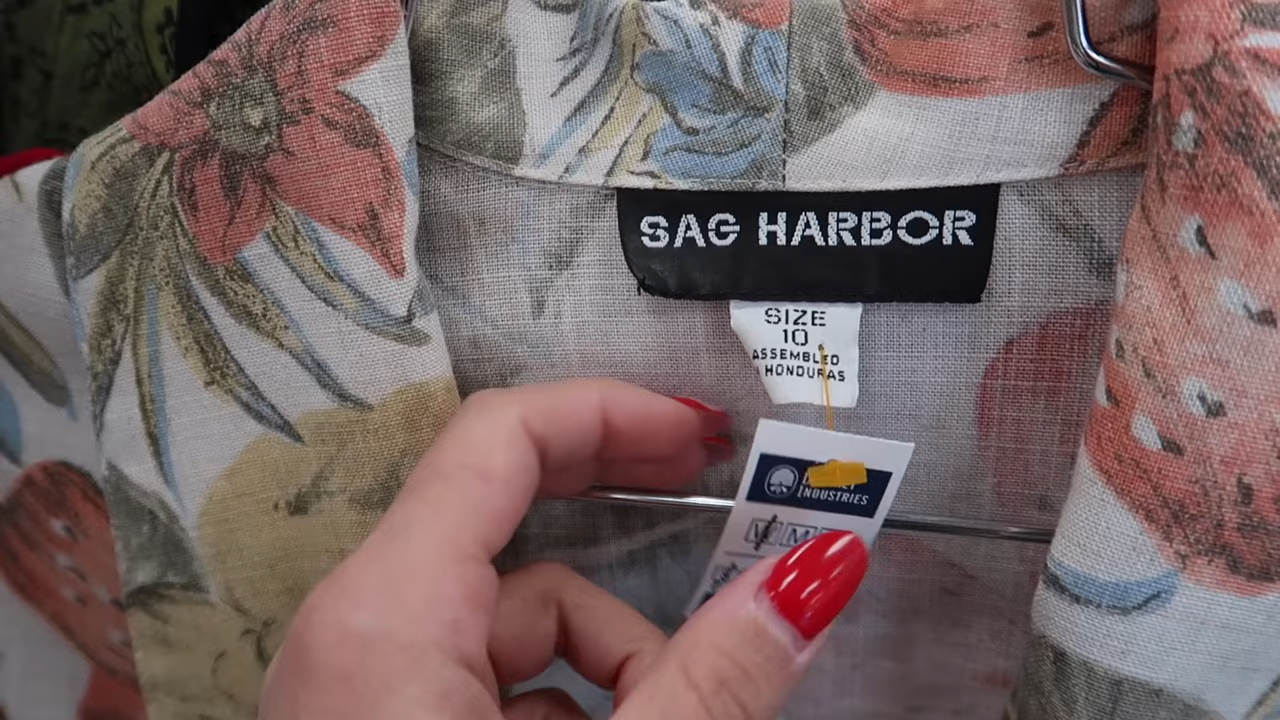 SAG HARBOR
SIZE
10
ASSEMBLED
HONDURAS
INDUSTRIES
M